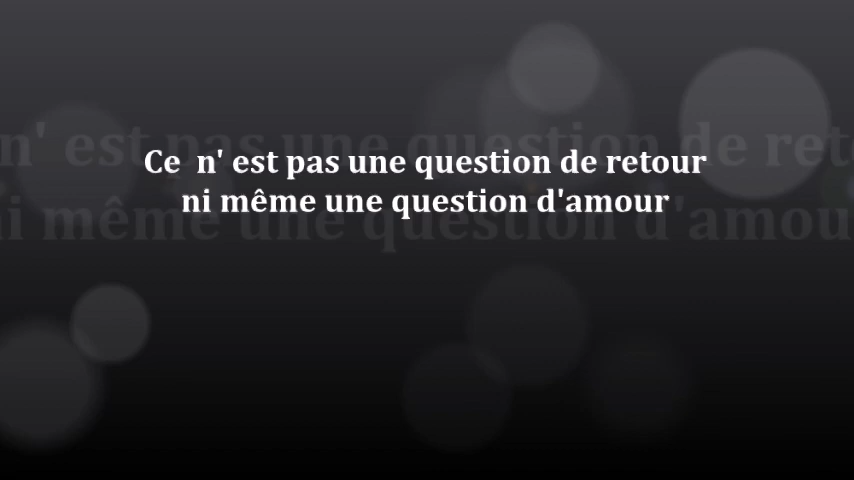 Ce  n' est pas une question de retour
ni même une question d'amour